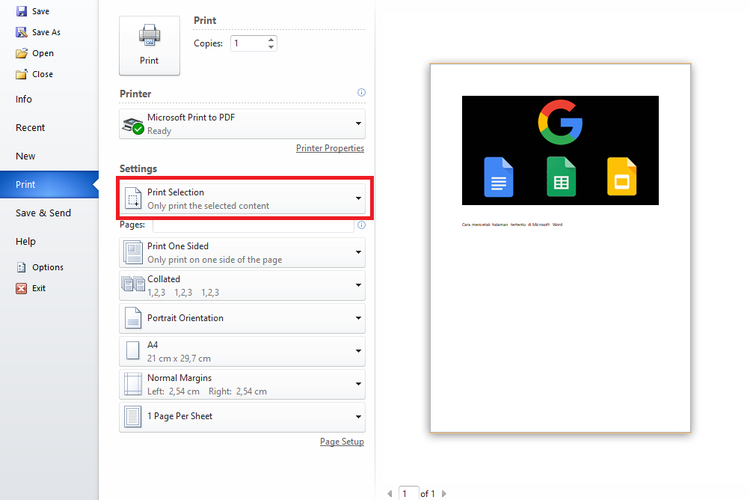 Save
Save As
Open
Close
Info
Recent
New
Print
Save & Send
Help
Options
Exit
Print
Print
Copies: 1
Printer
Microsoft Print to PDF
Ready
Printer Properties
Settings
Print Selection
Only print the selected content
Pages:
Print One Sided
Only print on one side of the page
Collated
1,2,3 1,2,3 1,2,3
Portrait Orientation
A4
21 cm x 29,7 cm
Normal Margins
Left: 2,54 cm Right: 2,54 cm
1 Page Per Sheet
Page Setup
G
Cara mencetak halaman tertentu di Microsoft Word
1 of 1